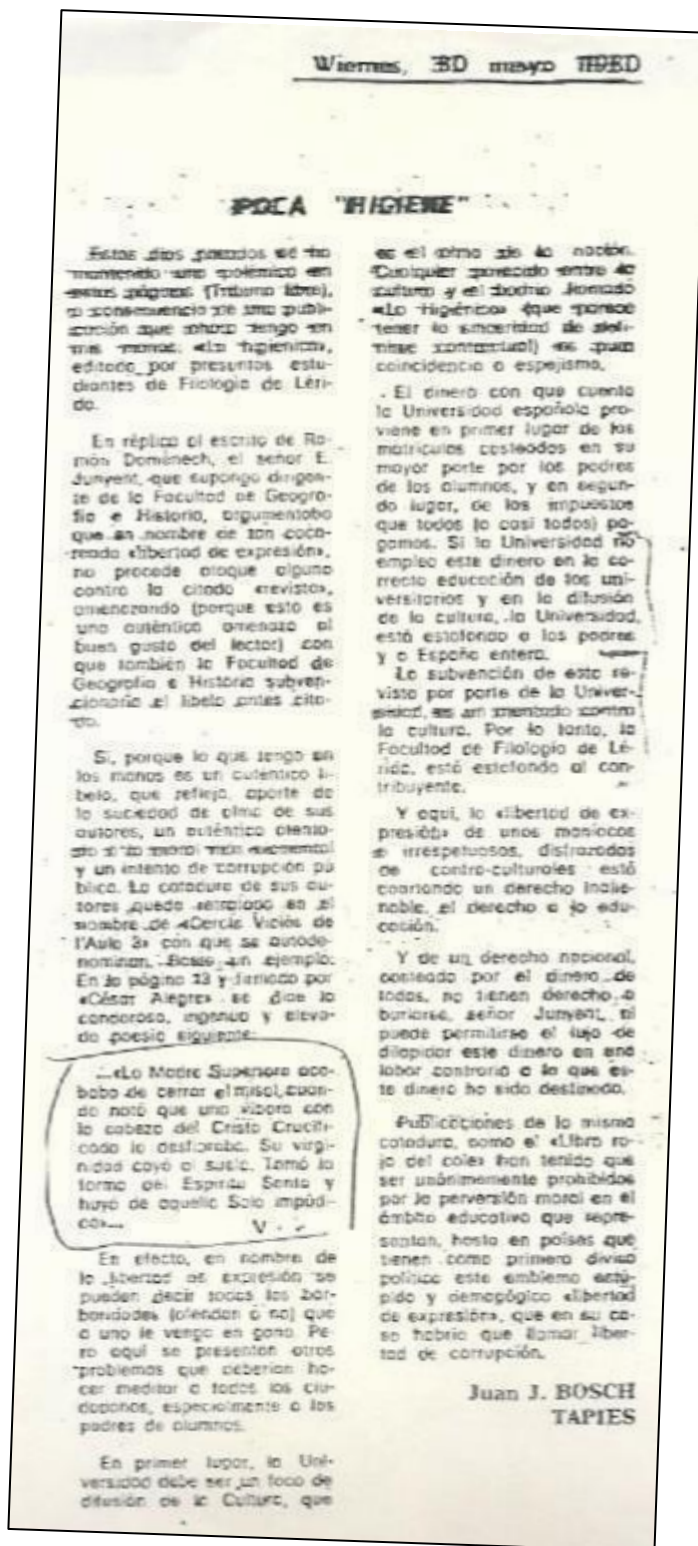 Viernes, 30 mayo 1980
POCA "HIGIENE"
Estos días pasados se ha
mantenido una polémica en
estas páginas (Tribuna libre),
a consecuencia de una publi-
cación que ahora tengo en
mis manos. «La higiénica»,
editada por presuntos estu-
diantes de Filología de Léri-
da.
En réplica al escrito de Ra-
món Doménech, el señor E.
Junyent, que supongo dirigen-
te de la Facultad de Geogra-
fía e Historia, argumentaba
que en nombre de tan caca-
reada «libertad de expresión»,
no procede ataque alguno
contra la citada «revista»,
amenazando (porque esto es
una auténtica amenaza al
buen gusto del lector) con
que también la Facultad de
Geografía e Historia subven-
cionaría el libelo antes cita-
do.
Sí, porque lo que tengo en
las manos es un auténtico li-
belo, que refleja, aparte de
la suciedad de alma de sus
autores, un auténtico atenta-
do a la moral más elemental
y un intento de corrupción pú
blica. La catadura de sus au-
tores queda retratada en el
nombre de «Cercle Viciós de
l'Aula 3» con que se autode-
nominan. Basta un ejemplo.
En la página 13 y firmado por
«César Alegre» se dice la
candorosa, ingenua y eleva-
da poesía siguiente:
...«La Madre Superiora aca-
baba de cerrar el misal, cuan-
do notó que una víbora con
la cabeza del Cristo Crucifi-
cado la desfloraba. Su virgi-
nidad cayó al suelo. Tomó la
forma del Espíritu Santo y
huyó de aquella Sala impúdi-
ca»...
En efecto, en nombre de
la libertad de expresión se
pueden decir todas las bar-
baridades (ofendan o no) que
a uno le venga en gana. Pe-
ro aquí se presentan otros
problemas que deberían ha-
cer meditar a todos los ciu-
dadanos, especialmente a los
padres de alumnos.
En primer lugar, la Uni-
versidad debe ser un foco de
difusión de la Cultura, que
es el alma de la nación.
Cualquier parecido entre la
cultura y el bodrio llamado
«La Higiénica» (que parece
tener la sinceridad de defi-
nirse contracultural) es pura
coincidencia o espejismo.
El dinero con que cuenta
la Universidad española pro-
viene en primer lugar de las
matrículas costeadas en su
mayor parte por los padres
de los alumnos, y en segun-
do lugar, de los impuestos
que todos (o casi todos) pa-
gamos. Si la Universidad no
emplea este dinero en la co-
rrecta educación de los uni-
versitarios y en la difusión
de la cultura, la Universidad,
está estafando a los padres
y a España entera.
La subvención de esta re-
vista por parte de la Univer-
sidad, es un atentado contra
la cultura. Por lo tanto, la
Facultad de Filología de Lé-
rida, está estafando al con-
tribuyente.
Y aquí, la «libertad de ex-
presión» de unos maníacos
e irrespetuosos, disfrazados
de contra-culturales está
coartando un derecho inalie-
nable, el derecho a la edu-
cación.
Y de un derecho nacional,
costeado por el dinero de
todos, no tienen derecho a
burlarse, señor Junyent, ni
puede permitirse el lujo de
dilapidar este dinero en una
labor contraria a la que es-
te dinero ha sido destinado.
Publicaciones de la misma
catadura, como el «Libro ro-
jo del cole» han tenido que
ser unánimemente prohibidos
por la perversión moral en el
ámbito educativo que repre-
sentan, hasta en países que
tienen como primera divisa
política este emblema estú-
pido y demagógico «libertad
de expresión», que en su ca-
so habría que llamar liber-
tad de corrupción.
Juan J. BOSCH
TAPIES